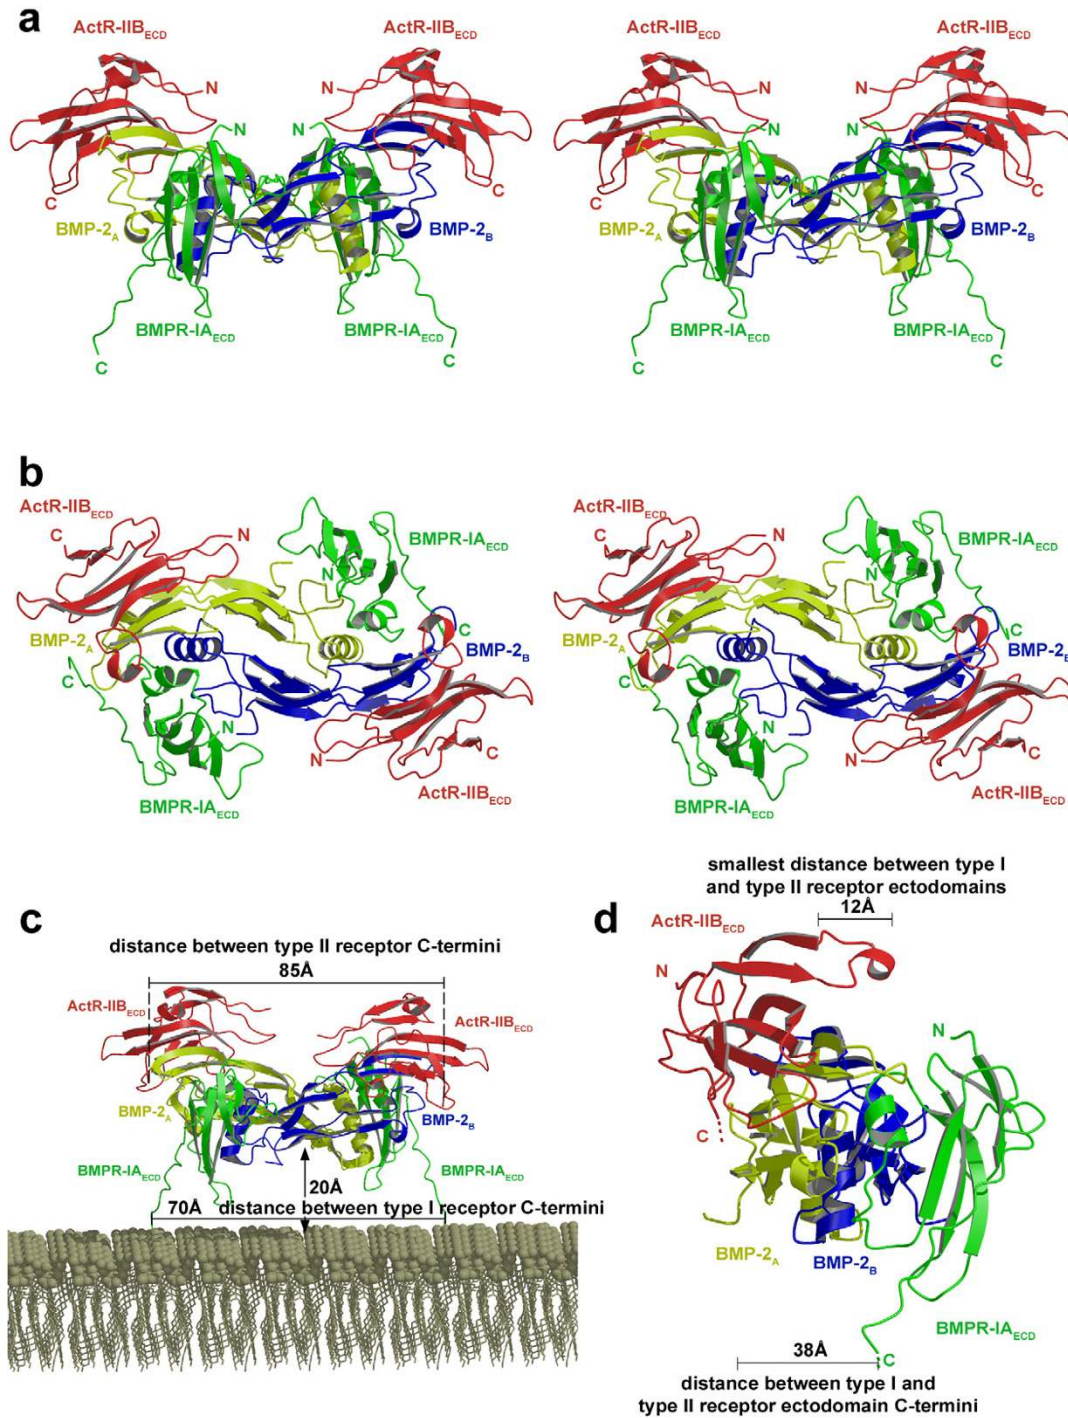 a
ActR-IIBECD
ActR-IIBECD
ActR-IIBECD
ActR-IIBECD
N
N
N
N
N
N
N
N
C
C
C
C
BMP-2A
BMP-2B
BMP-2A
BMP-2B
BMPR-IAECD
BMPR-IAECD
BMPR-IAECD
BMPR-IAECD
C
C
C
C
b
ActR-IIBECD
ActR-IIBECD
C
N
BMPR-IAECD
C
N
BMPR-IAECD
N
N
BMP-2A
C
C
BMP-2B
BMP-2A
C
C
BMP-2B
N
N
N
C
N
C
BMPR-IAECD
ActR-IIBECD
BMPR-IAECD
ActR-IIBECD
smallest distance between type I
and type II receptor ectodomains
12Å
c
distance between type II receptor C-termini
85Å
ActR-IIBECD
ActR-IIBECD
BMP-2A
BMP-2B
BMPR-IAECD
BMPR-IAECD
20Å
70Å distance between type I receptor C-termini
d
ActR-IIBECD
N
N
C
BMP-2A
BMP-2B
BMPR-IAECD
C
38Å
distance between type I and
type II receptor ectodomain C-termini